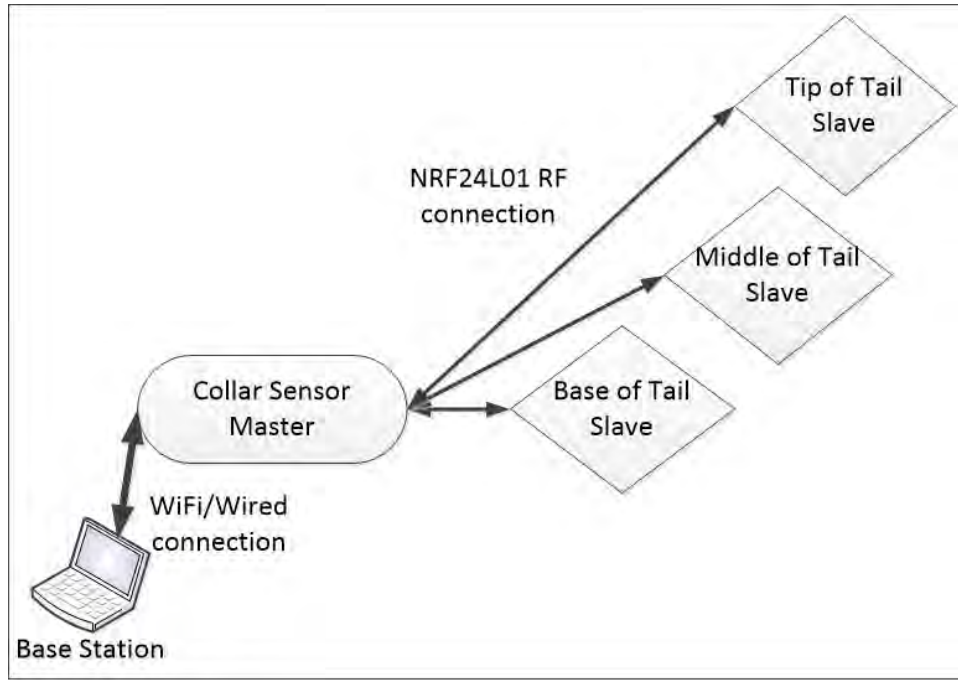 Tip of Tail
Slave
NRF24L01 RF
connection
Middle of Tail
Slave
Collar Sensor
Master
Base of Tail
Slave
WiFi/Wired
connection
Base Station